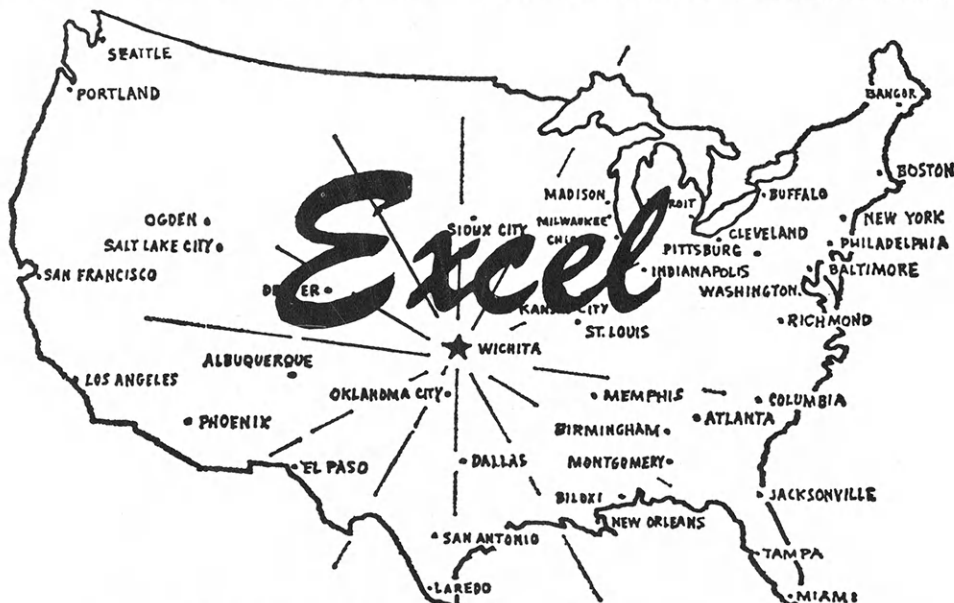 SEATTLE
PORTLAND
BANGOR
BOSTON
MADISON
BUFFALO
OGDEN
SIOUX CITY
MILWAUKEE
NEW YORK
SALT LAKE CITY
CLEVELAND
PHILADELPHIA
PITTSBURG
SAN FRANCISCO
INDIANAPOLIS
BALTIMORE
WASHINGTON
Excel
KANSAS CITY
RICHMOND
ST. LOUIS
WICHITA
ALBUQUERQUE
LOS ANGELES
OKLAHOMA CITY
MEMPHIS
COLUMBIA
PHOENIX
ATLANTA
BIRMINGHAM
EL PASO
DALLAS
MONTGOMERY
BILOXI
JACKSONVILLE
NEW ORLEANS
SAN ANTONIO
TAMPA
LAREDO
MIAMI